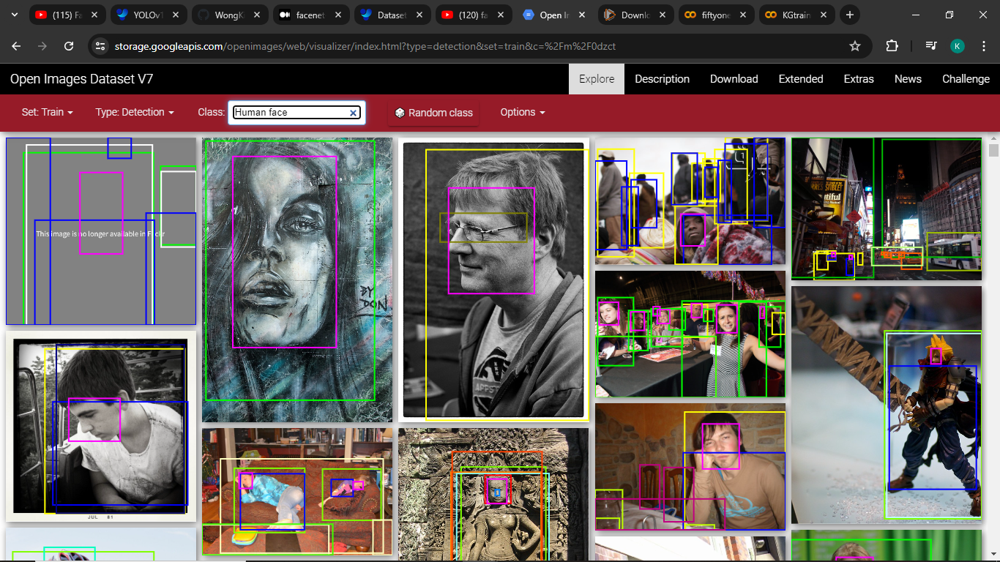 (115) Fa
YOLOv1
WongKi
facenet
Dataset
(120) fa
Open Im
Downlo
fiftyone
KGtrain
storage.googleapis.com/openimages/web/visualizer/index.html?type=detection&set=train&c=%2Fm%2F0dzct
K
Open Images Dataset V7
Explore
Description
Download
Extended
Extras
News
Challenge
Set: Train
Type: Detection
Class:
Human face
Random class
Options
This image is no longer available in Flickr
BY
DON
JUL 81